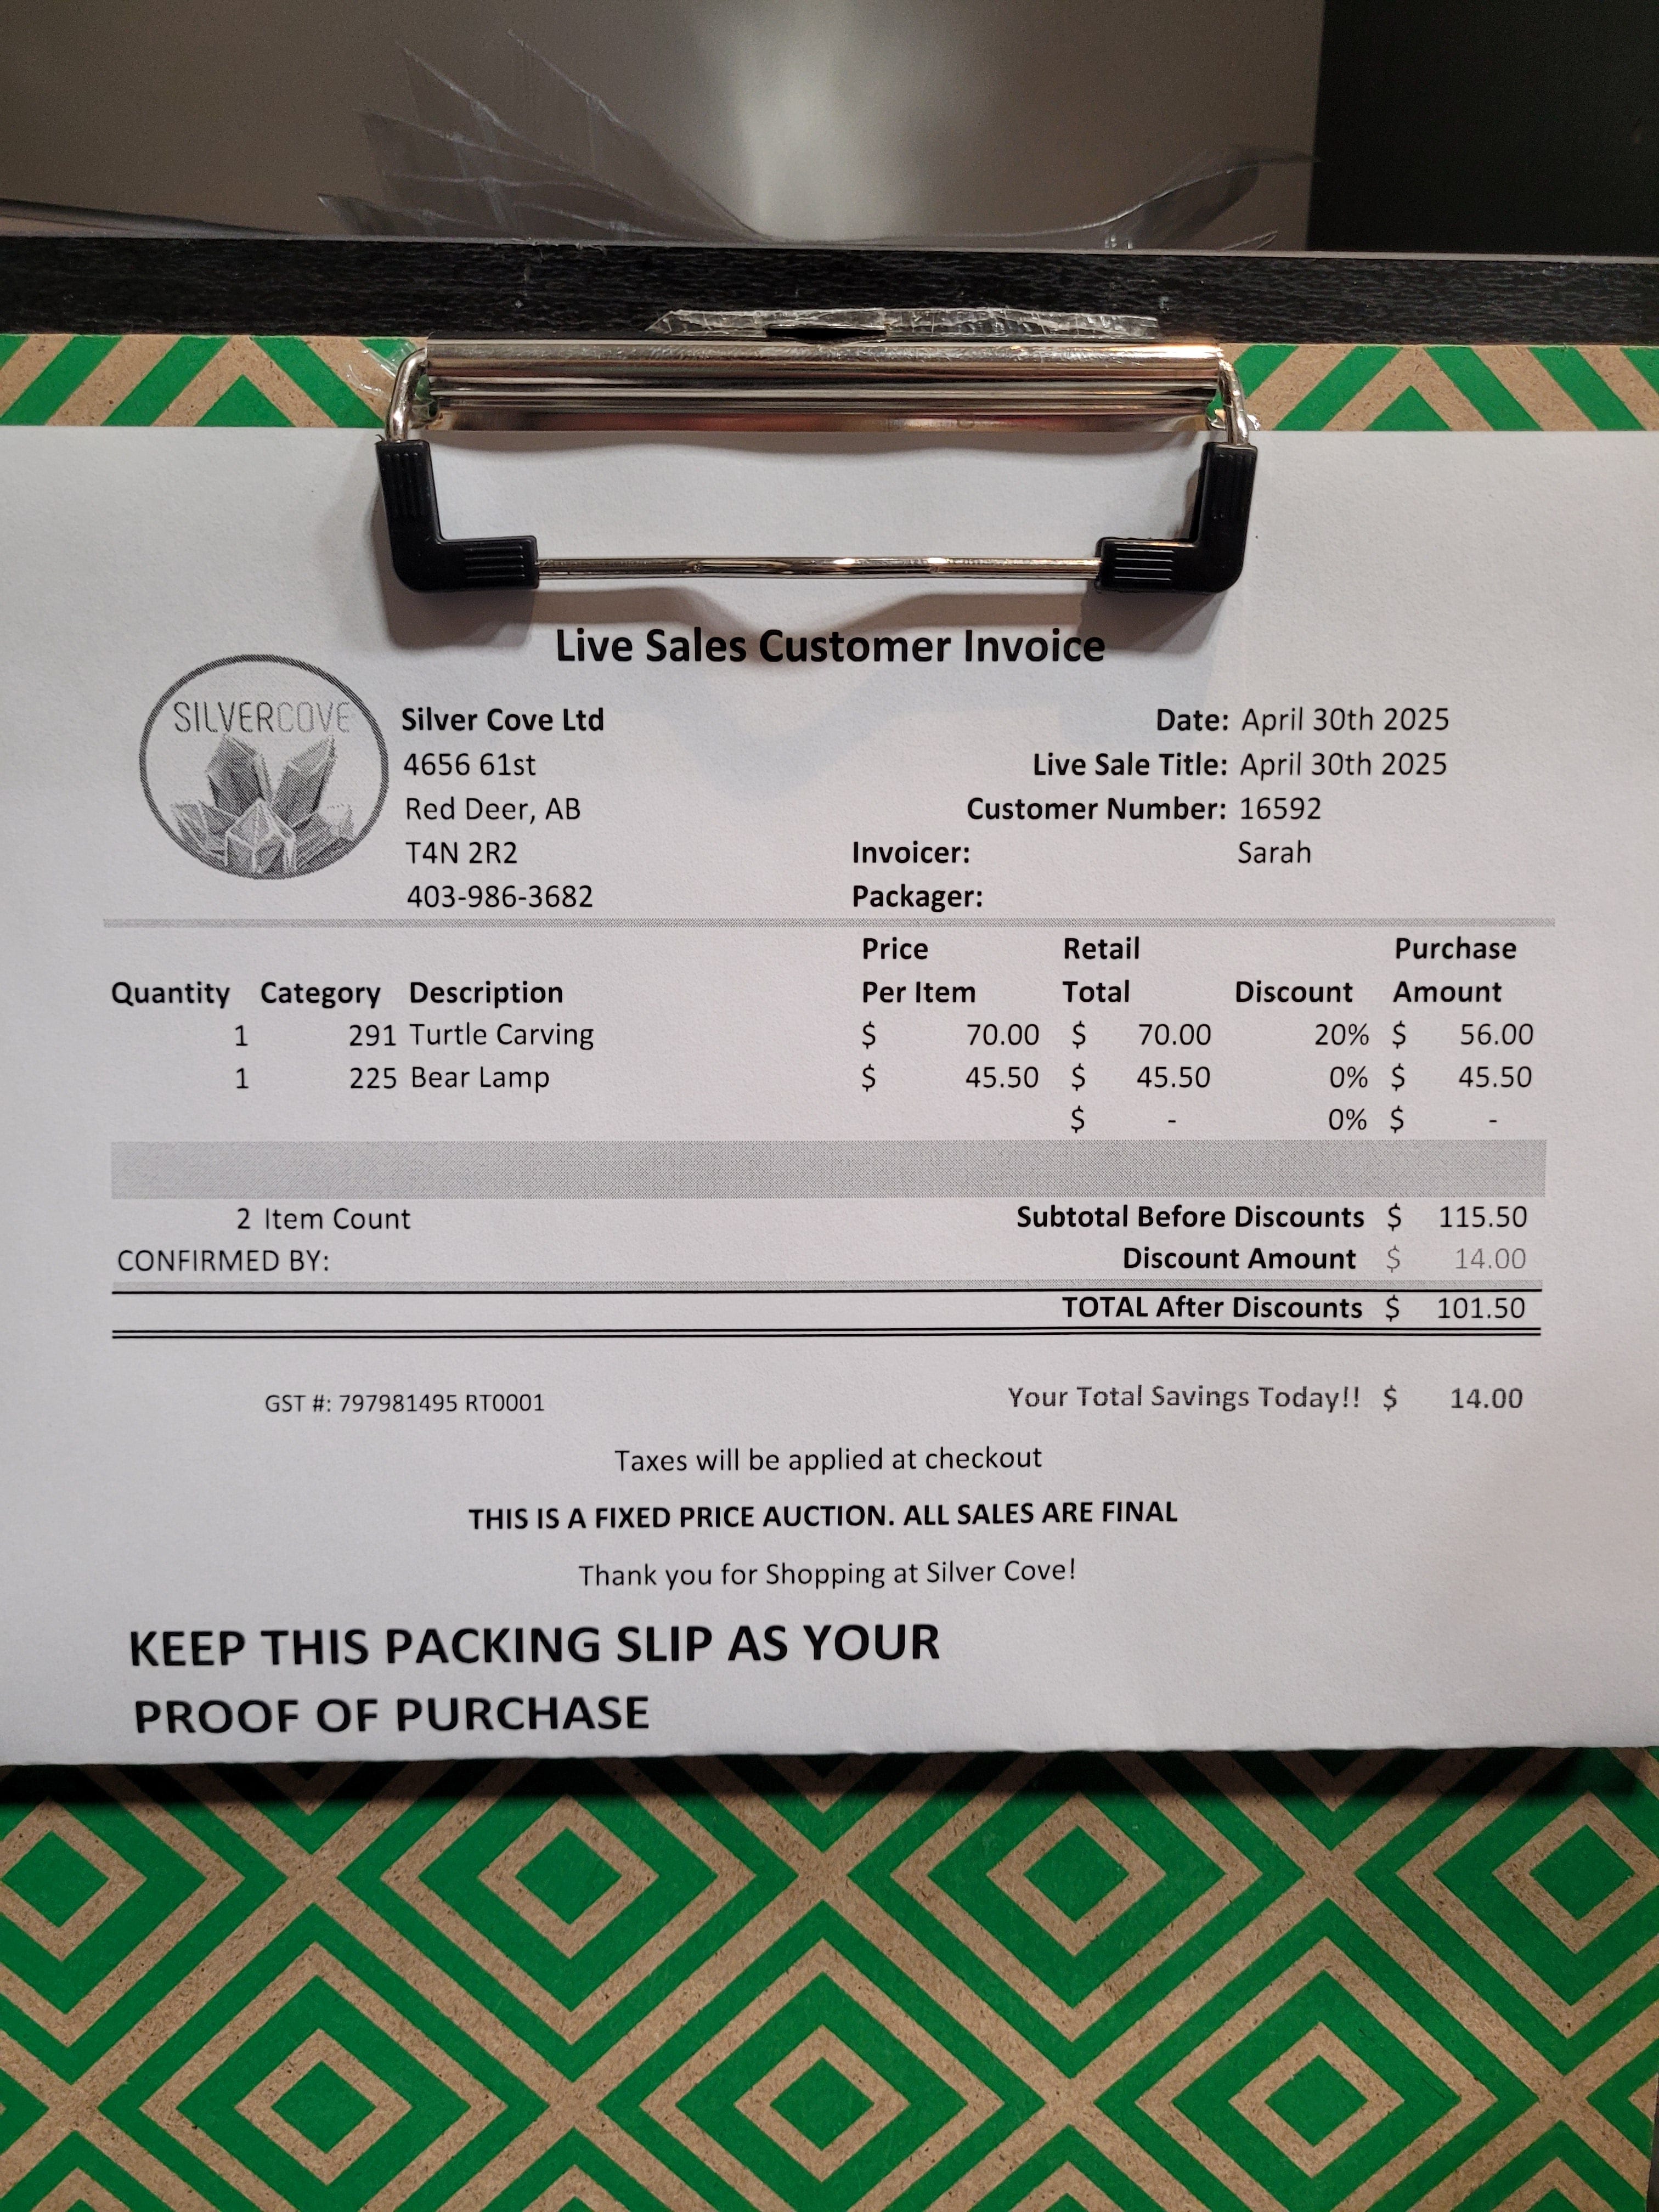 Live Sales Customer Invoice
SILVERCOVE
Silver Cove Ltd
4656 61st
Red Deer, AB
T4N 2R2
403-986-3682
Date: April 30th 2025
Live Sale Title: April 30th 2025
Customer Number: 16592
Invoicer: Sarah
Packager:
Quantity Category Description Price Per Item Retail Total Discount Purchase Amount
1 291 Turtle Carving $ 70.00 $ 70.00 20% $ 56.00
1 225 Bear Lamp $ 45.50 $ 45.50 0% $ 45.50
$ - 0% $ -
2 Item Count Subtotal Before Discounts $ 115.50
CONFIRMED BY: Discount Amount $ 14.00
TOTAL After Discounts $ 101.50
GST #: 797981495 RT0001 Your Total Savings Today!! $ 14.00
Taxes will be applied at checkout
THIS IS A FIXED PRICE AUCTION. ALL SALES ARE FINAL
Thank you for Shopping at Silver Cove!
KEEP THIS PACKING SLIP AS YOUR
PROOF OF PURCHASE